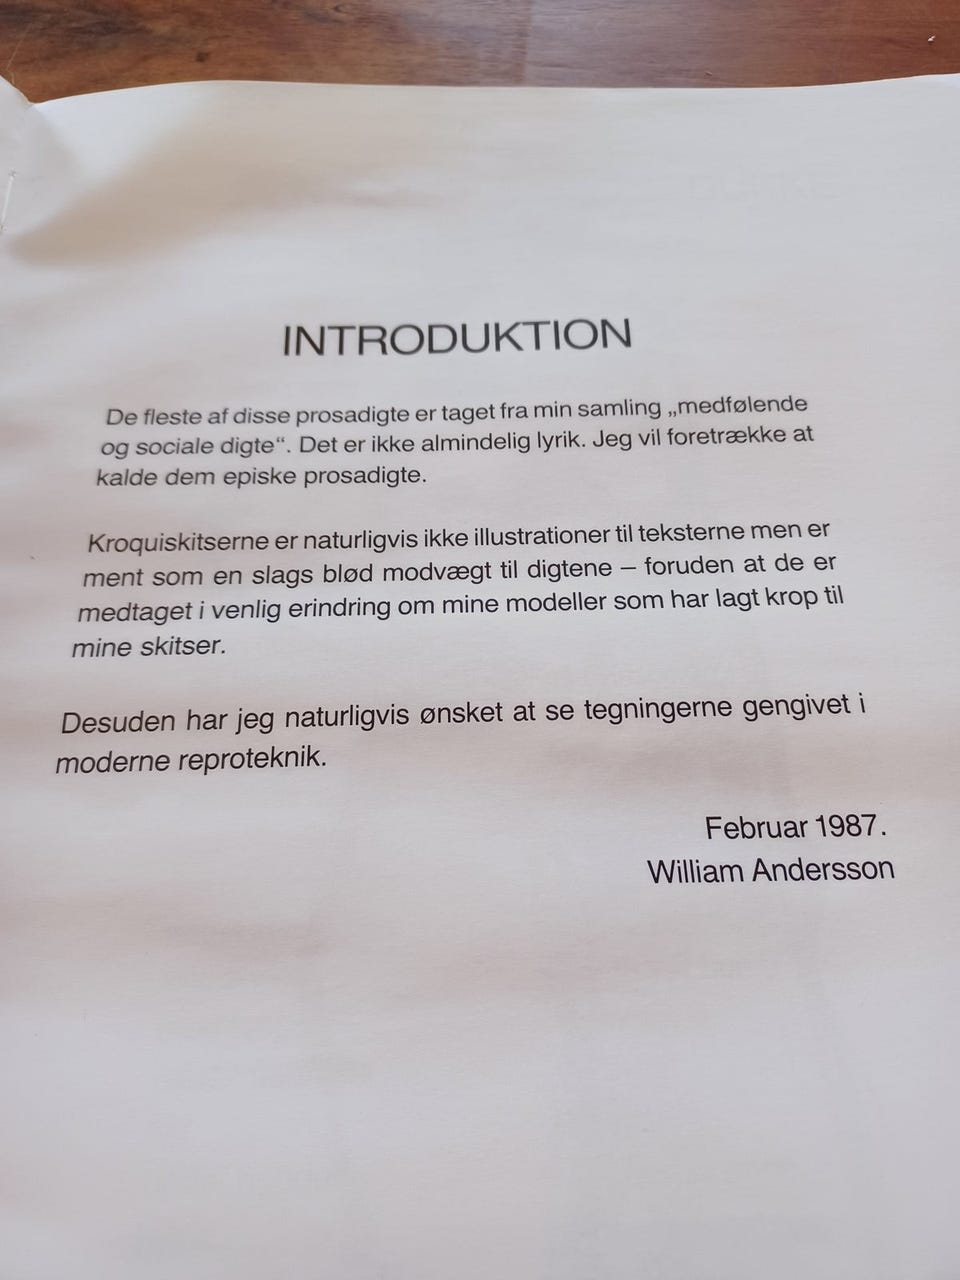 INTRODUKTION
De fleste af disse prosadigte er taget fra min samling „medfølende
og sociale digte“. Det er ikke almindelig lyrik. Jeg vil foretrække at
kalde dem episke prosadigte.
Kroquiskitserne er naturligvis ikke illustrationer til teksterne men er
ment som en slags blød modvægt til digtene – foruden at de er
medtaget i venlig erindring om mine modeller som har lagt krop til
mine skitser.
Desuden har jeg naturligvis ønsket at se tegningerne gengivet i
moderne reproteknik.
Februar 1987.
William Andersson